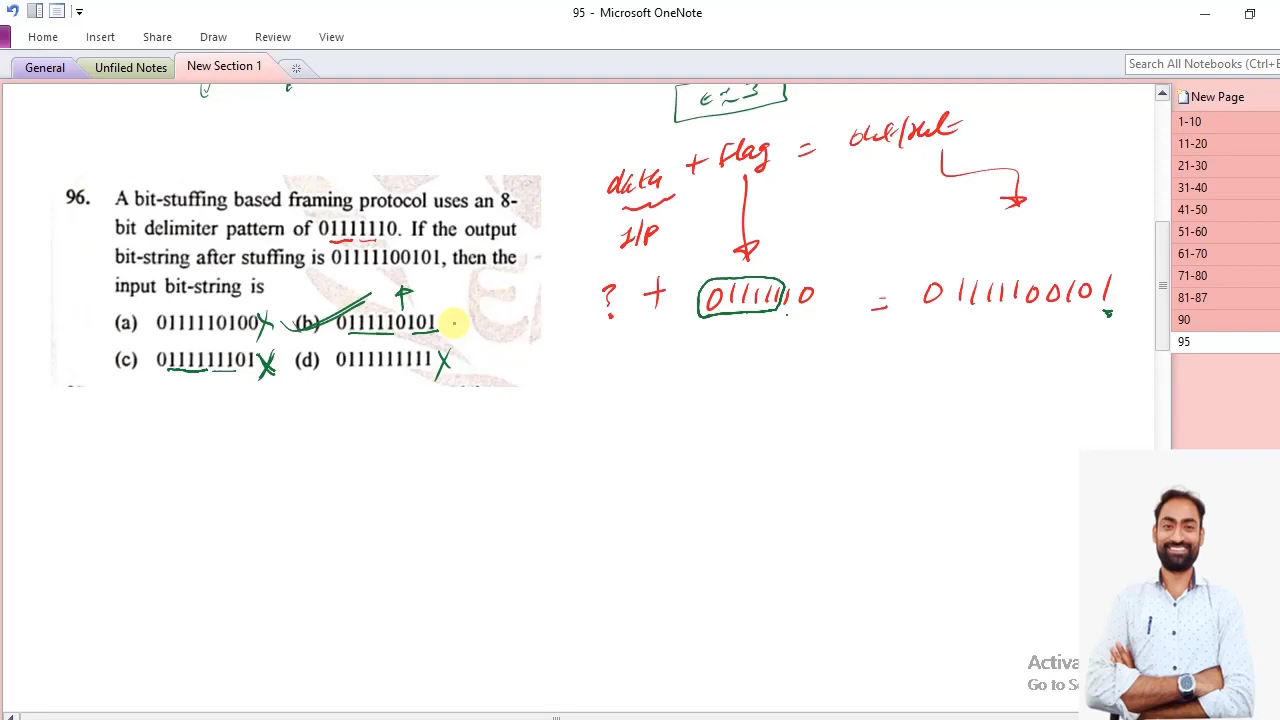 95 - Microsoft OneNote
Home Insert Share Draw Review View
General Unfiled Notes New Section 1
Search All Notebooks (Ctrl+E
New Page
1-10
11-20
21-30
31-40
41-50
51-60
61-70
71-80
81-87
90
95
96. A bit-stuffing based framing protocol uses an 8-
bit delimiter pattern of 01111110. If the output
bit-string after stuffing is 01111100101, then the
input bit-string is
(a) 0111110100 X (b) 0111110101
(c) 0111111101 X (d) 0111111111 X
data + Flag =
I/P
? + 01111110 = 01111100101
Activa
Go to Se